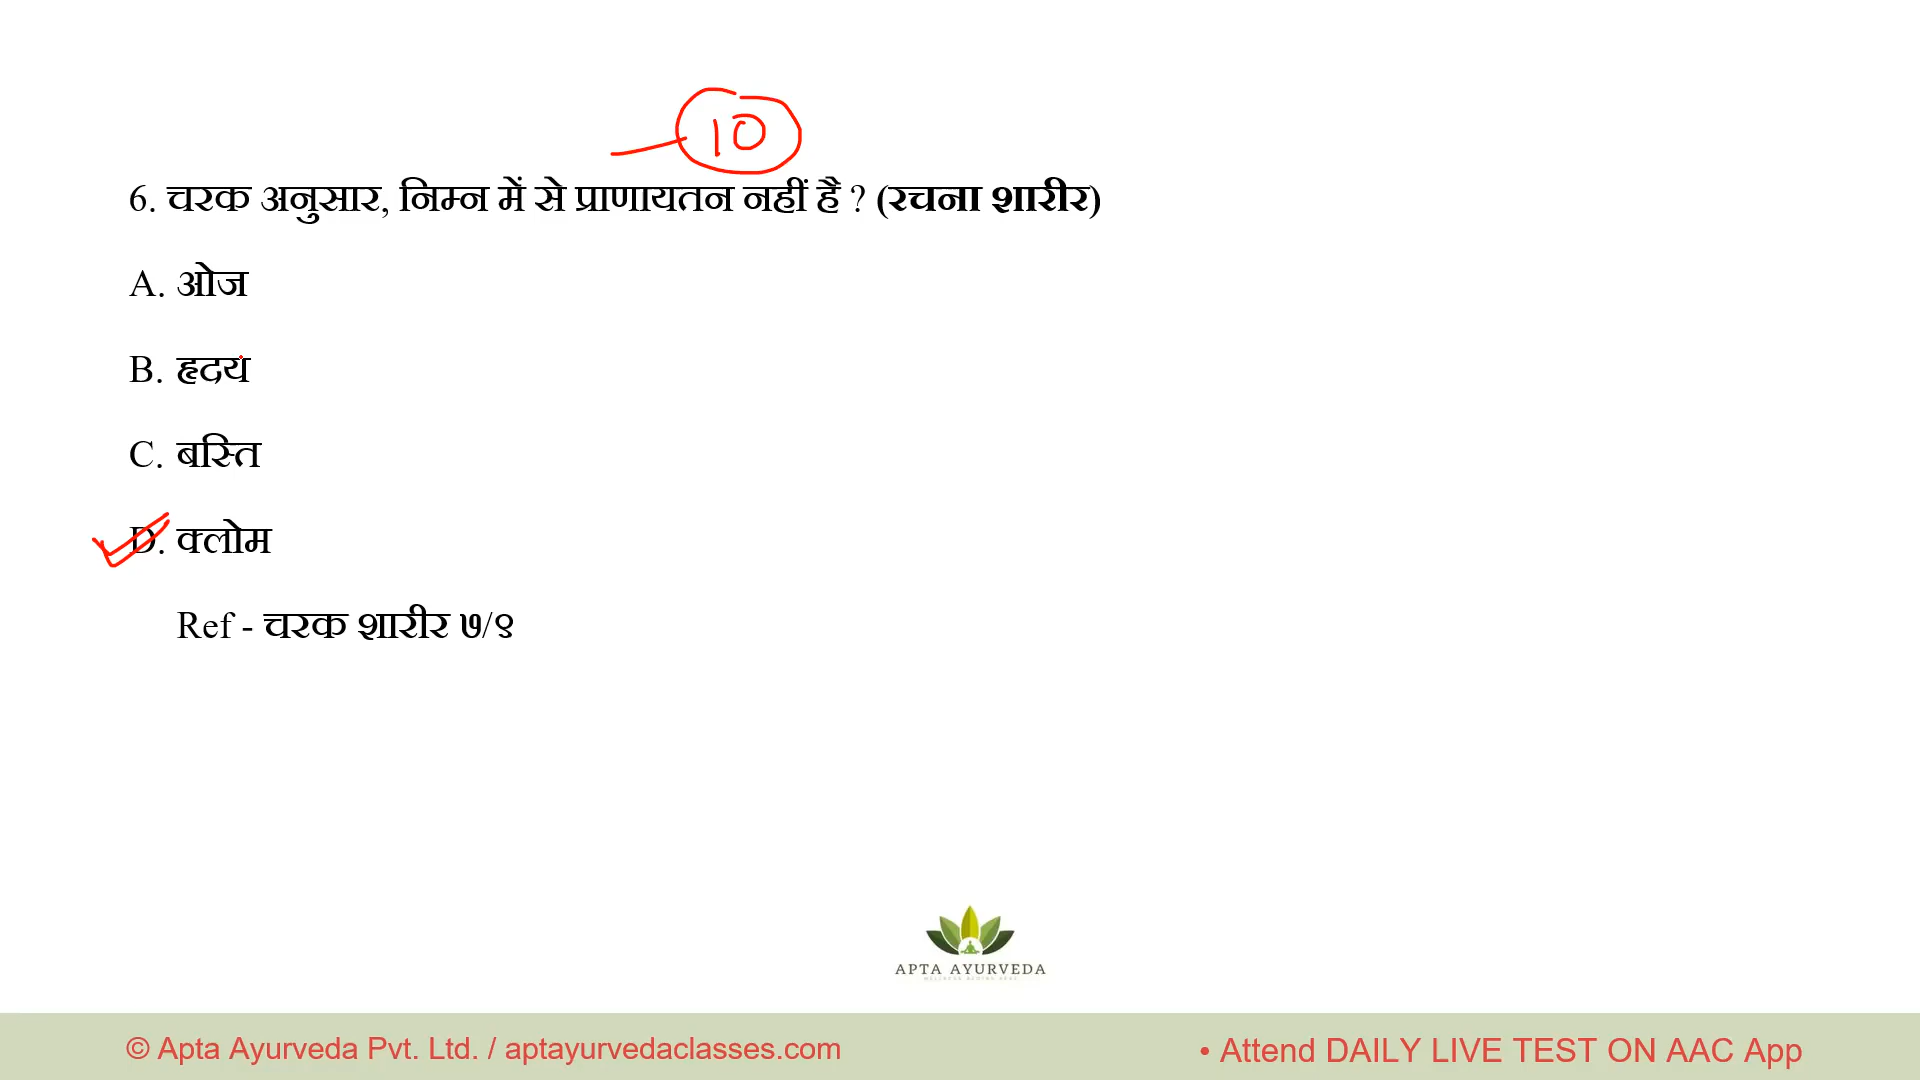 10
6. चरक अनुसार, निम्न में से प्राणायतन नहीं है ? (रचना शारीर)
A. ओज
B. हृदयं
C. बस्ति
D. क्लोम
Ref - चरक शारीर ७/९
APTA AYURVEDA
© Apta Ayurveda Pvt. Ltd. / aptayurvedaclasses.com
• Attend DAILY LIVE TEST ON AAC App